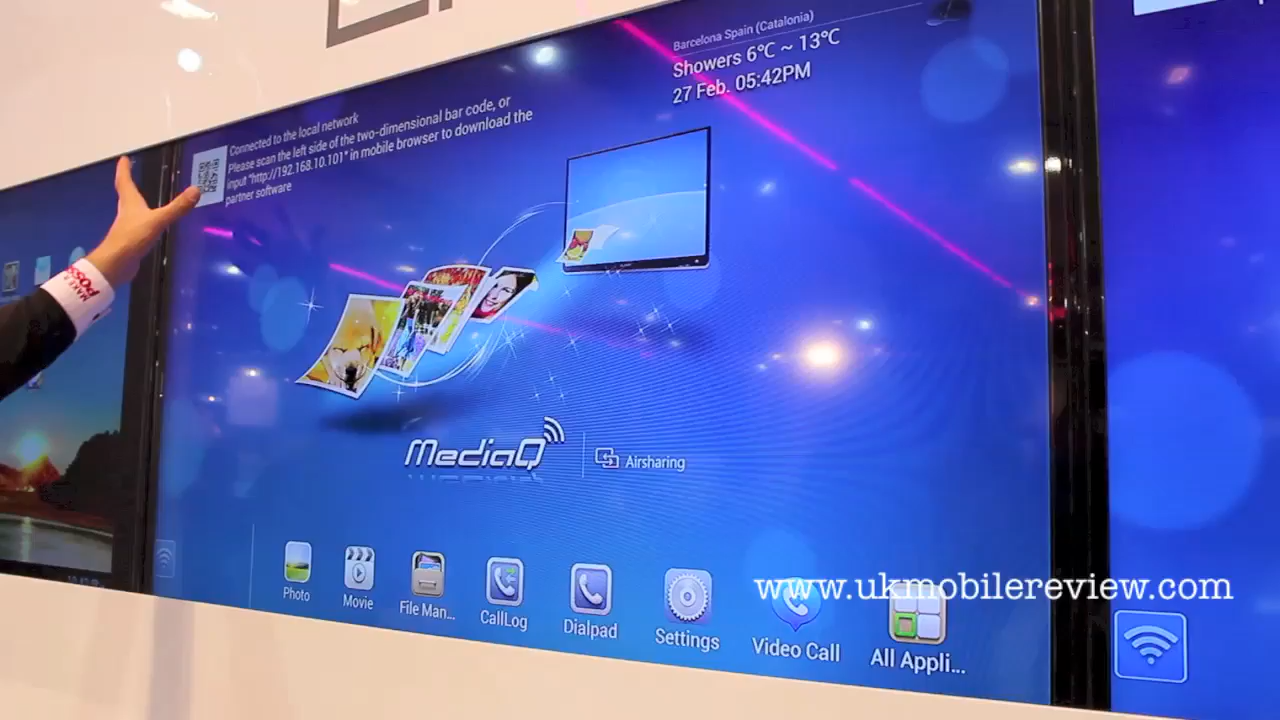 Barcelona Spain (Catalonia)
Showers 6℃ ~ 13℃
27 Feb. 05:42PM
Connected to the local network
Please scan the left side of the two-dimensional bar code, or
input "http://192.168.10.101" in mobile browser to download the
partner software
MediaQ
Airsharing
Photo
Movie
File Man...
CallLog
Dialpad
Settings
Video Call
All Appli...
www.ukmobilereview.com